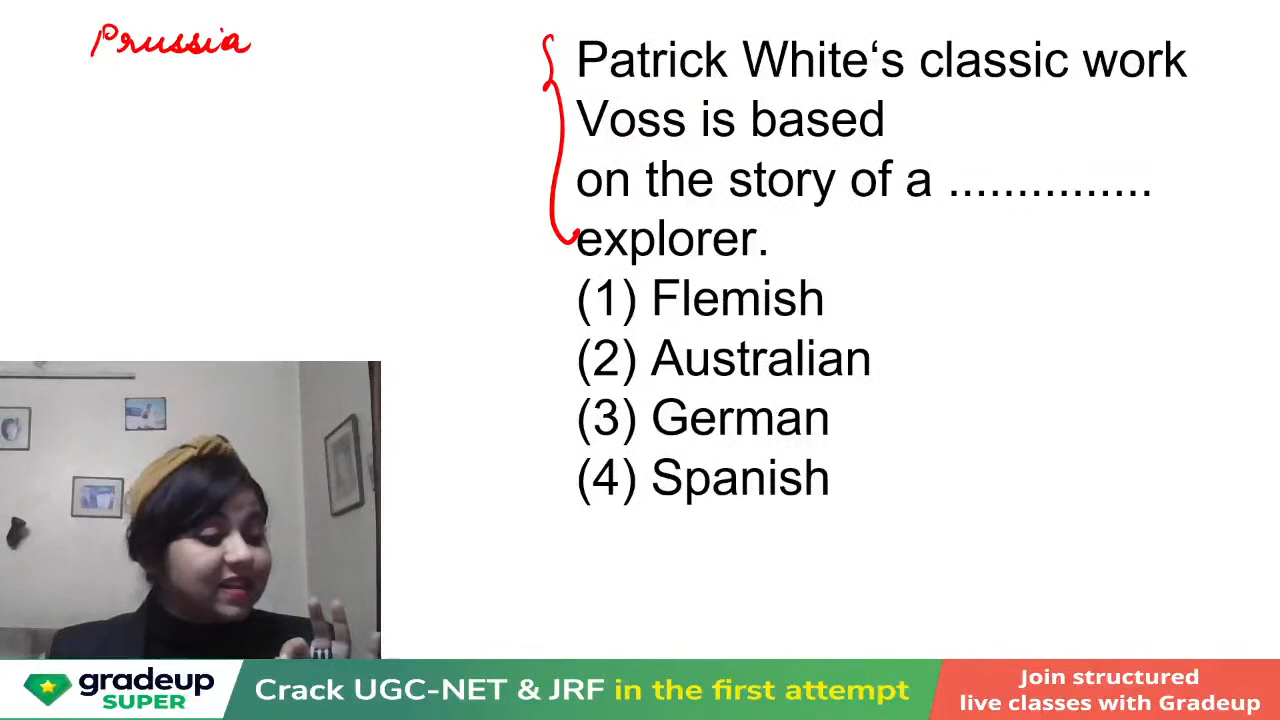 Prussia
Patrick White‘s classic work
Voss is based
on the story of a ...............
explorer.
(1) Flemish
(2) Australian
(3) German
(4) Spanish
gradeup
SUPER
Crack UGC-NET & JRF in the first attempt
Join structured
live classes with Gradeup